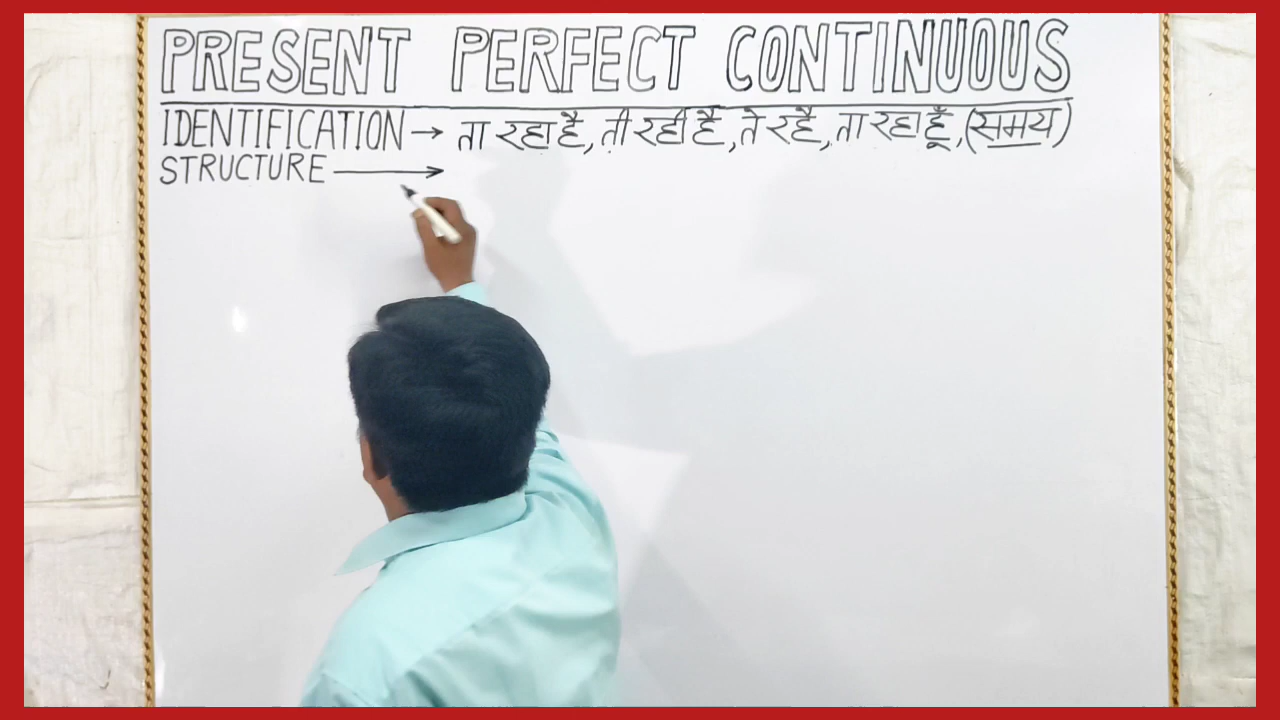 PRESENT PERFECT CONTINUOUS
IDENTIFICATION → ता रहा है, ती रही है, ते रहै, ता रहा हूँ, (समय)
STRUCTURE →